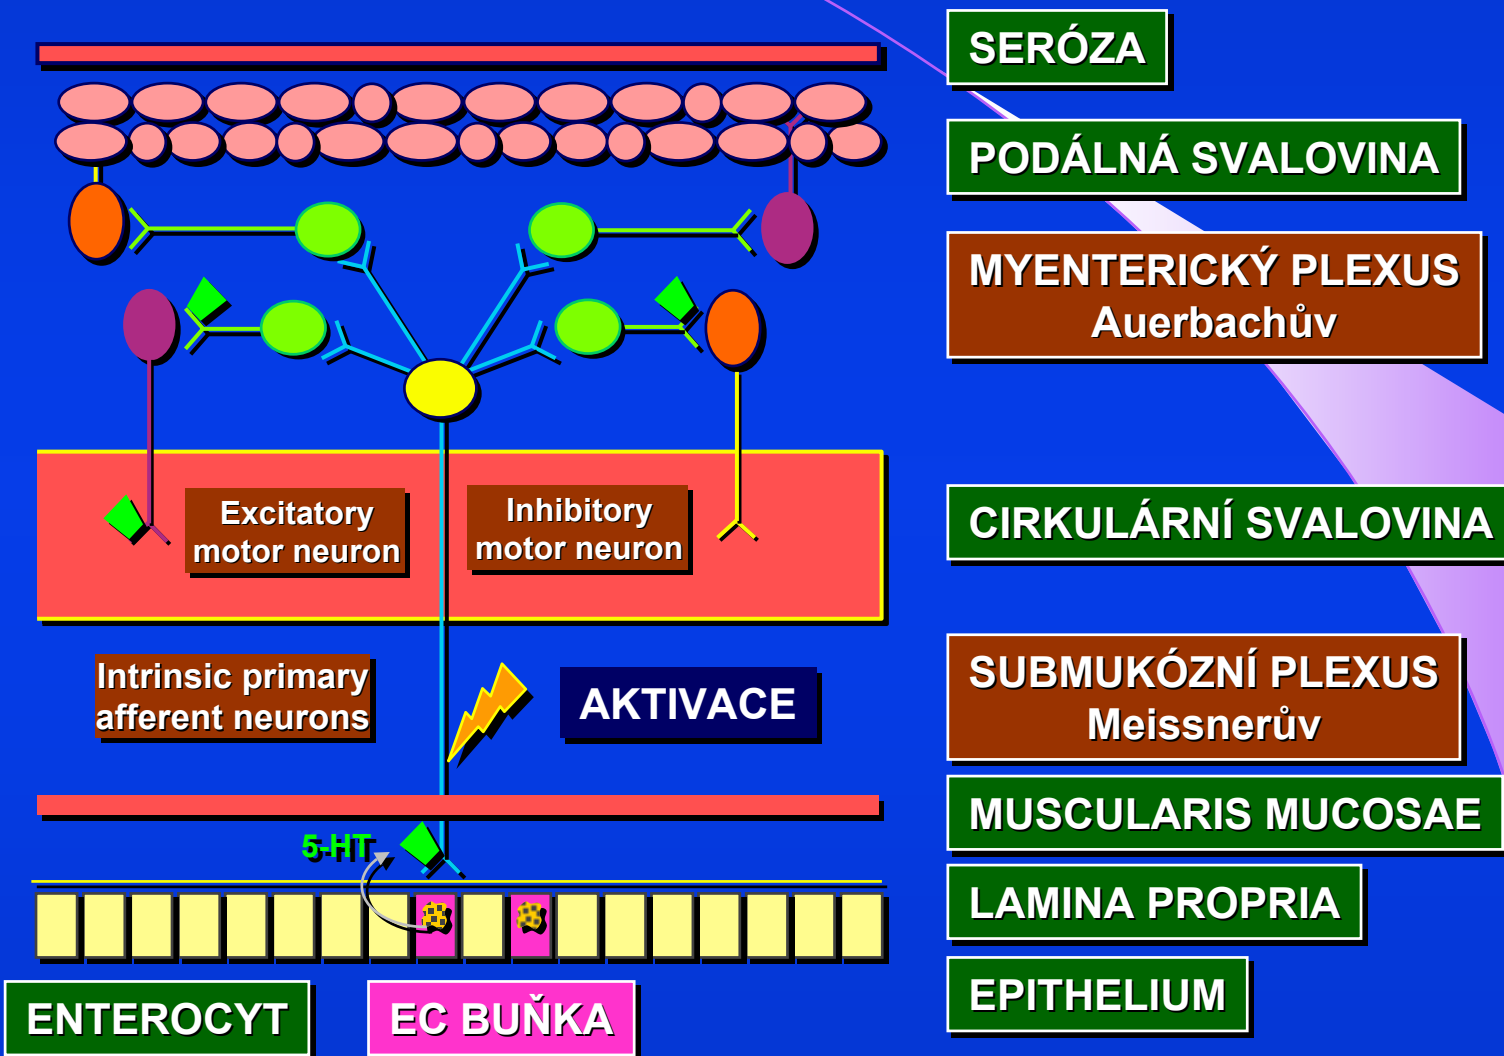 SERÓZA
PODÁLNÁ SVALOVINA
MYENTERICKÝ PLEXUS
Auerbachův
Excitatory
motor neuron
Inhibitory
motor neuron
CIRKULÁRNÍ SVALOVINA
Intrinsic primary
afferent neurons
AKTIVACE
SUBMUKÓZNÍ PLEXUS
Meissnerův
MUSCULARIS MUCOSAE
5-HT
LAMINA PROPRIA
EPITHELIUM
ENTEROCYT
EC BUŇKA